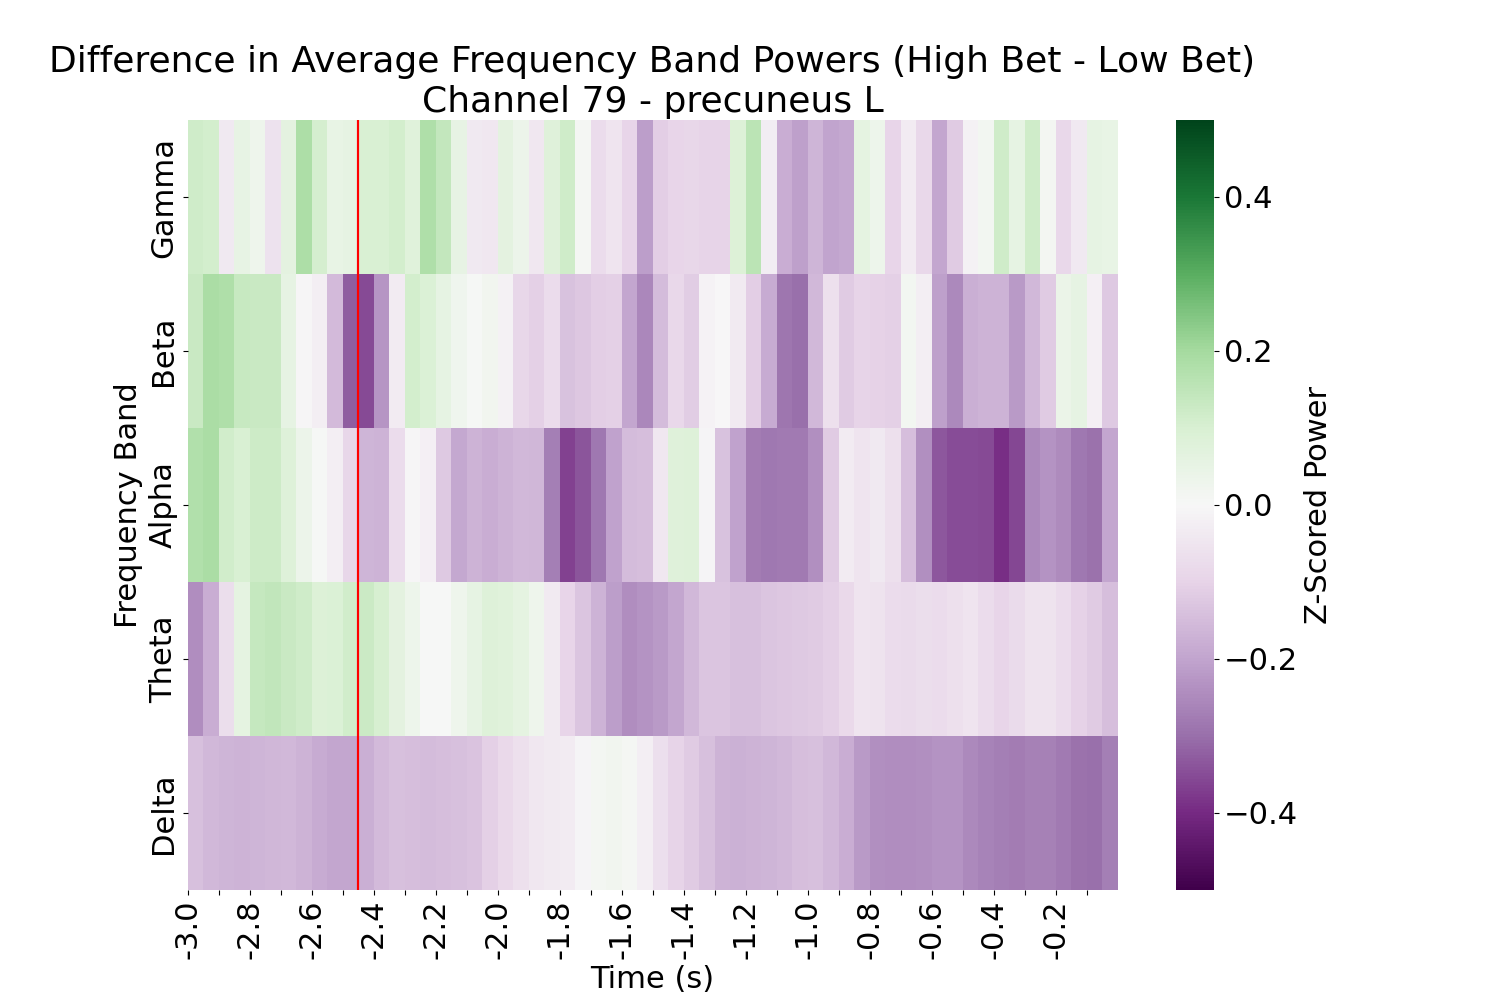 Difference in Average Frequency Band Powers (High Bet - Low Bet)
Channel 79 - precuneus L
Frequency Band
Gamma
Beta
Alpha
Theta
Delta
-3.0
-2.8
-2.6
-2.4
-2.2
-2.0
-1.8
-1.6
-1.4
-1.2
-1.0
-0.8
-0.6
-0.4
-0.2
Time (s)
0.4
0.2
0.0
−0.2
−0.4
Z-Scored Power